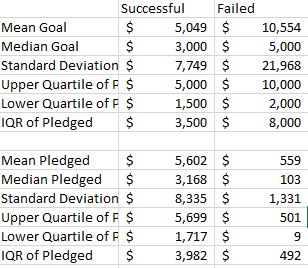 Successful Failed
Mean Goal $ 5,049 $ 10,554
Median Goal $ 3,000 $ 5,000
Standard Deviation $ 7,749 $ 21,968
Upper Quartile of P $ 5,000 $ 10,000
Lower Quartile of P $ 1,500 $ 2,000
IQR of Pledged $ 3,500 $ 8,000
Mean Pledged $ 5,602 $ 559
Median Pledged $ 3,168 $ 103
Standard Deviation $ 8,335 $ 1,331
Upper Quartile of P $ 5,699 $ 501
Lower Quartile of P $ 1,717 $ 9
IQR of Pledged $ 3,982 $ 492